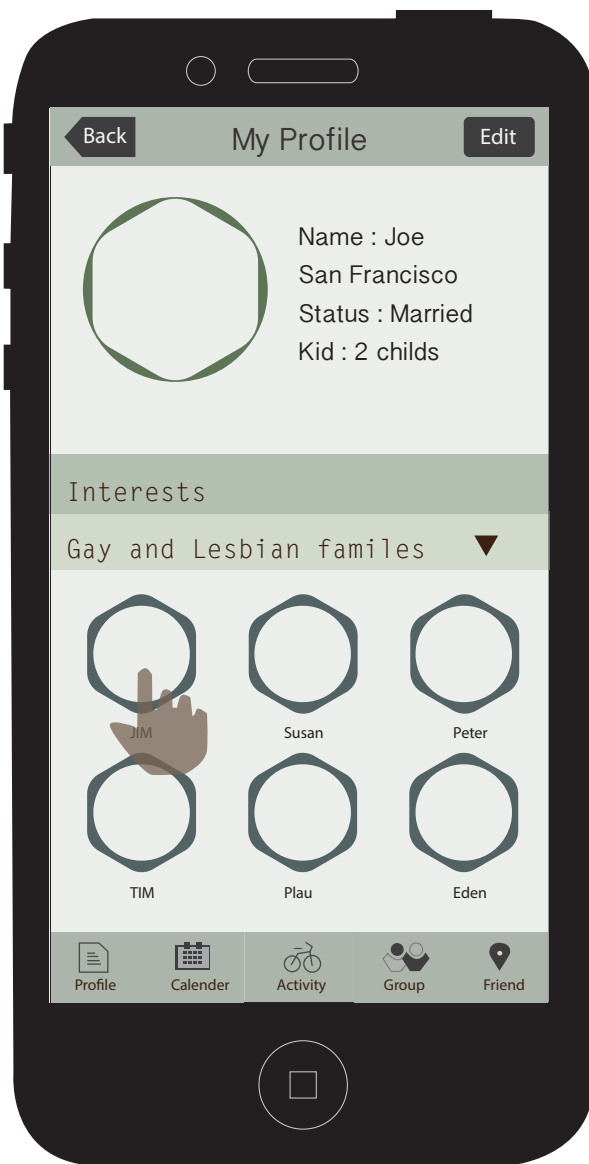 Back My Profile Edit
Name : Joe
San Francisco
Status : Married
Kid : 2 childs
Interests
Gay and Lesbian familes
JIM Susan Peter
TIM Plau Eden
Profile Calender Activity Group Friend